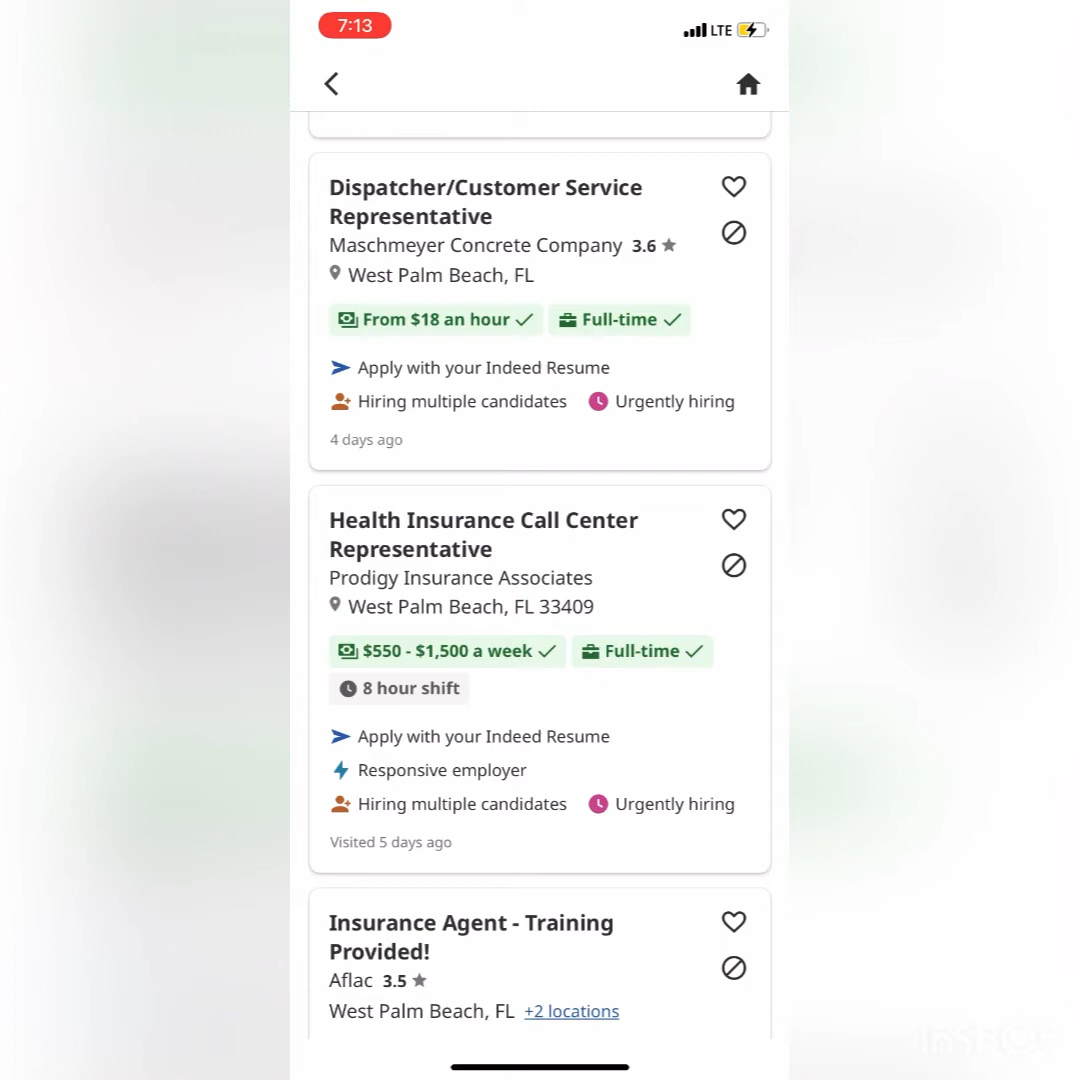 7:13
LTE
Dispatcher/Customer Service
Representative
Maschmeyer Concrete Company 3.6
West Palm Beach, FL
From $18 an hour
Full-time
Apply with your Indeed Resume
Hiring multiple candidates
Urgently hiring
4 days ago
Health Insurance Call Center
Representative
Prodigy Insurance Associates
West Palm Beach, FL 33409
$550 - $1,500 a week
Full-time
8 hour shift
Apply with your Indeed Resume
Responsive employer
Hiring multiple candidates
Urgently hiring
Visited 5 days ago
Insurance Agent - Training
Provided!
Aflac 3.5
West Palm Beach, FL +2 locations